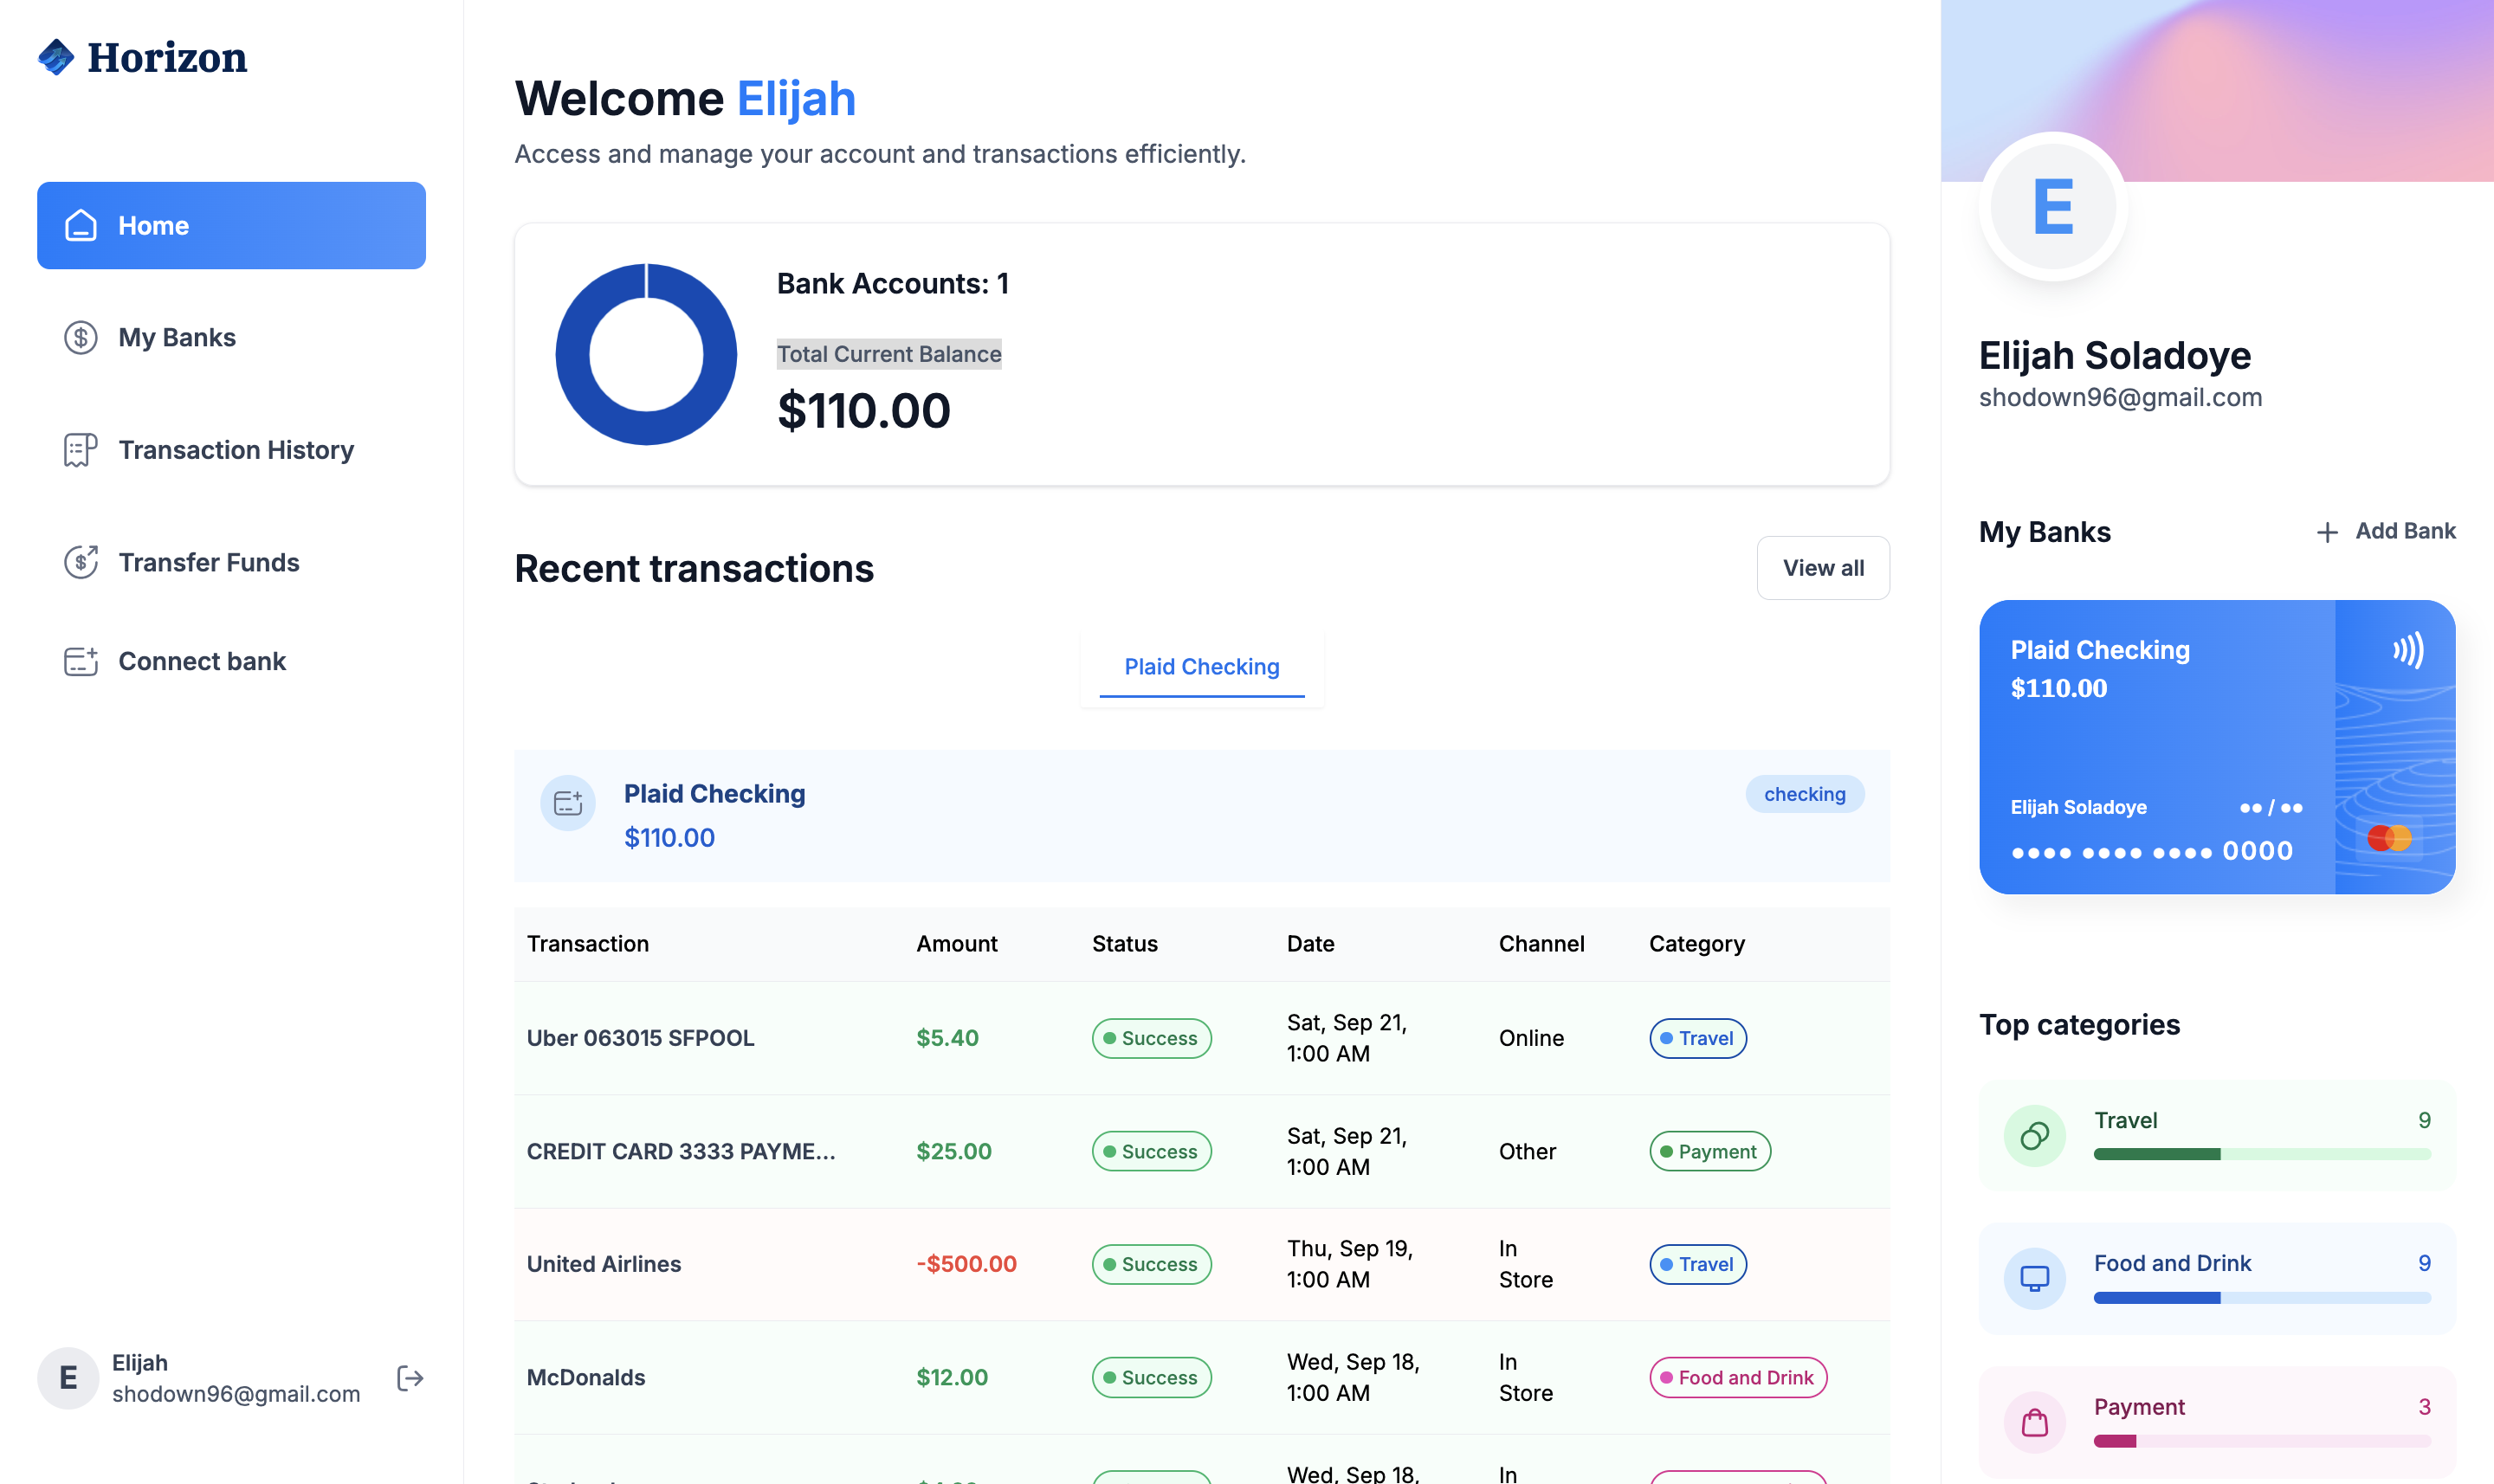 Horizon
Home
My Banks
Transaction History
Transfer Funds
Connect bank
E
Elijah
shodown96@gmail.com
Welcome Elijah
Access and manage your account and transactions efficiently.
Bank Accounts: 1
Total Current Balance
$110.00
Recent transactions
View all
Plaid Checking
Plaid Checking
checking
$110.00
Transaction Amount Status Date Channel Category
Uber 063015 SFPOOL $5.40 Success Sat, Sep 21, 1:00 AM Online Travel
CREDIT CARD 3333 PAYME... $25.00 Success Sat, Sep 21, 1:00 AM Other Payment
United Airlines -$500.00 Success Thu, Sep 19, 1:00 AM In Store Travel
McDonalds $12.00 Success Wed, Sep 18, 1:00 AM In Store Food and Drink
Wed, Sep 18, In
E
Elijah Soladoye
shodown96@gmail.com
My Banks
+ Add Bank
Plaid Checking
$110.00
Elijah Soladoye ●● / ●●
●●●● ●●●● ●●●● 0000
Top categories
Travel 9
Food and Drink 9
Payment 3